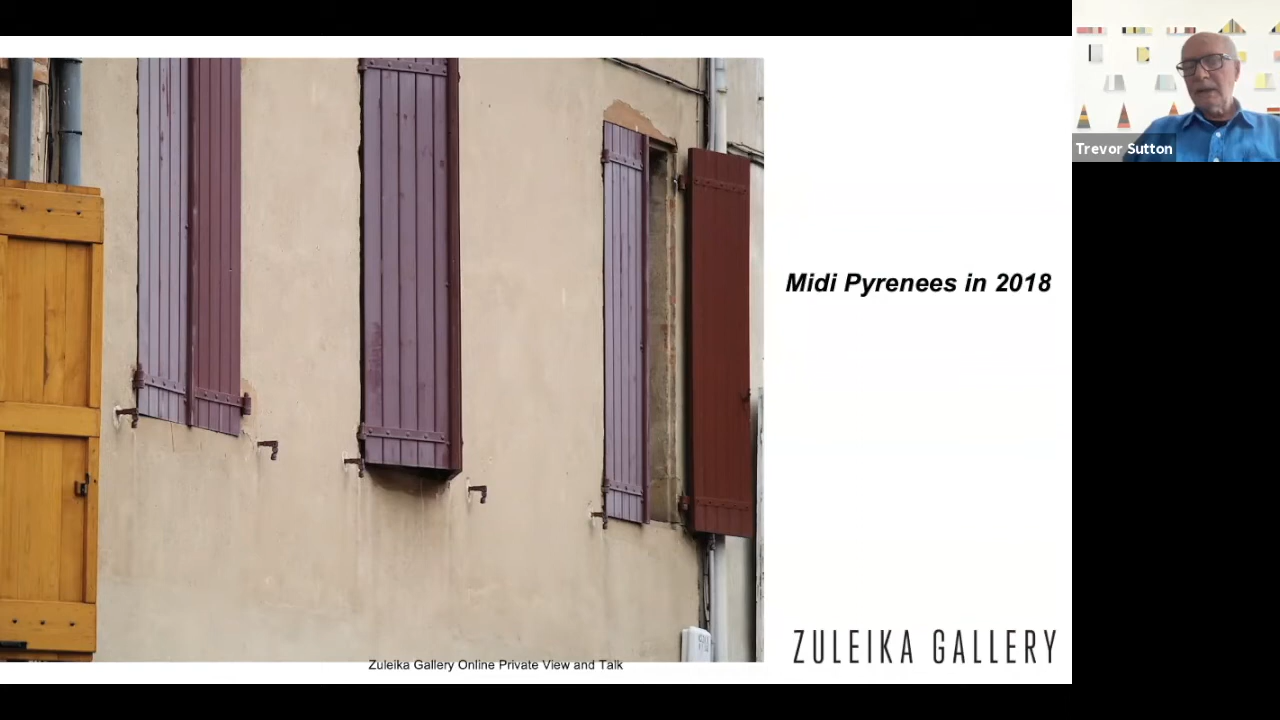 Trevor Sutton
Midi Pyrenees in 2018
ZULEIKA GALLERY
Zuleika Gallery Online Private View and Talk